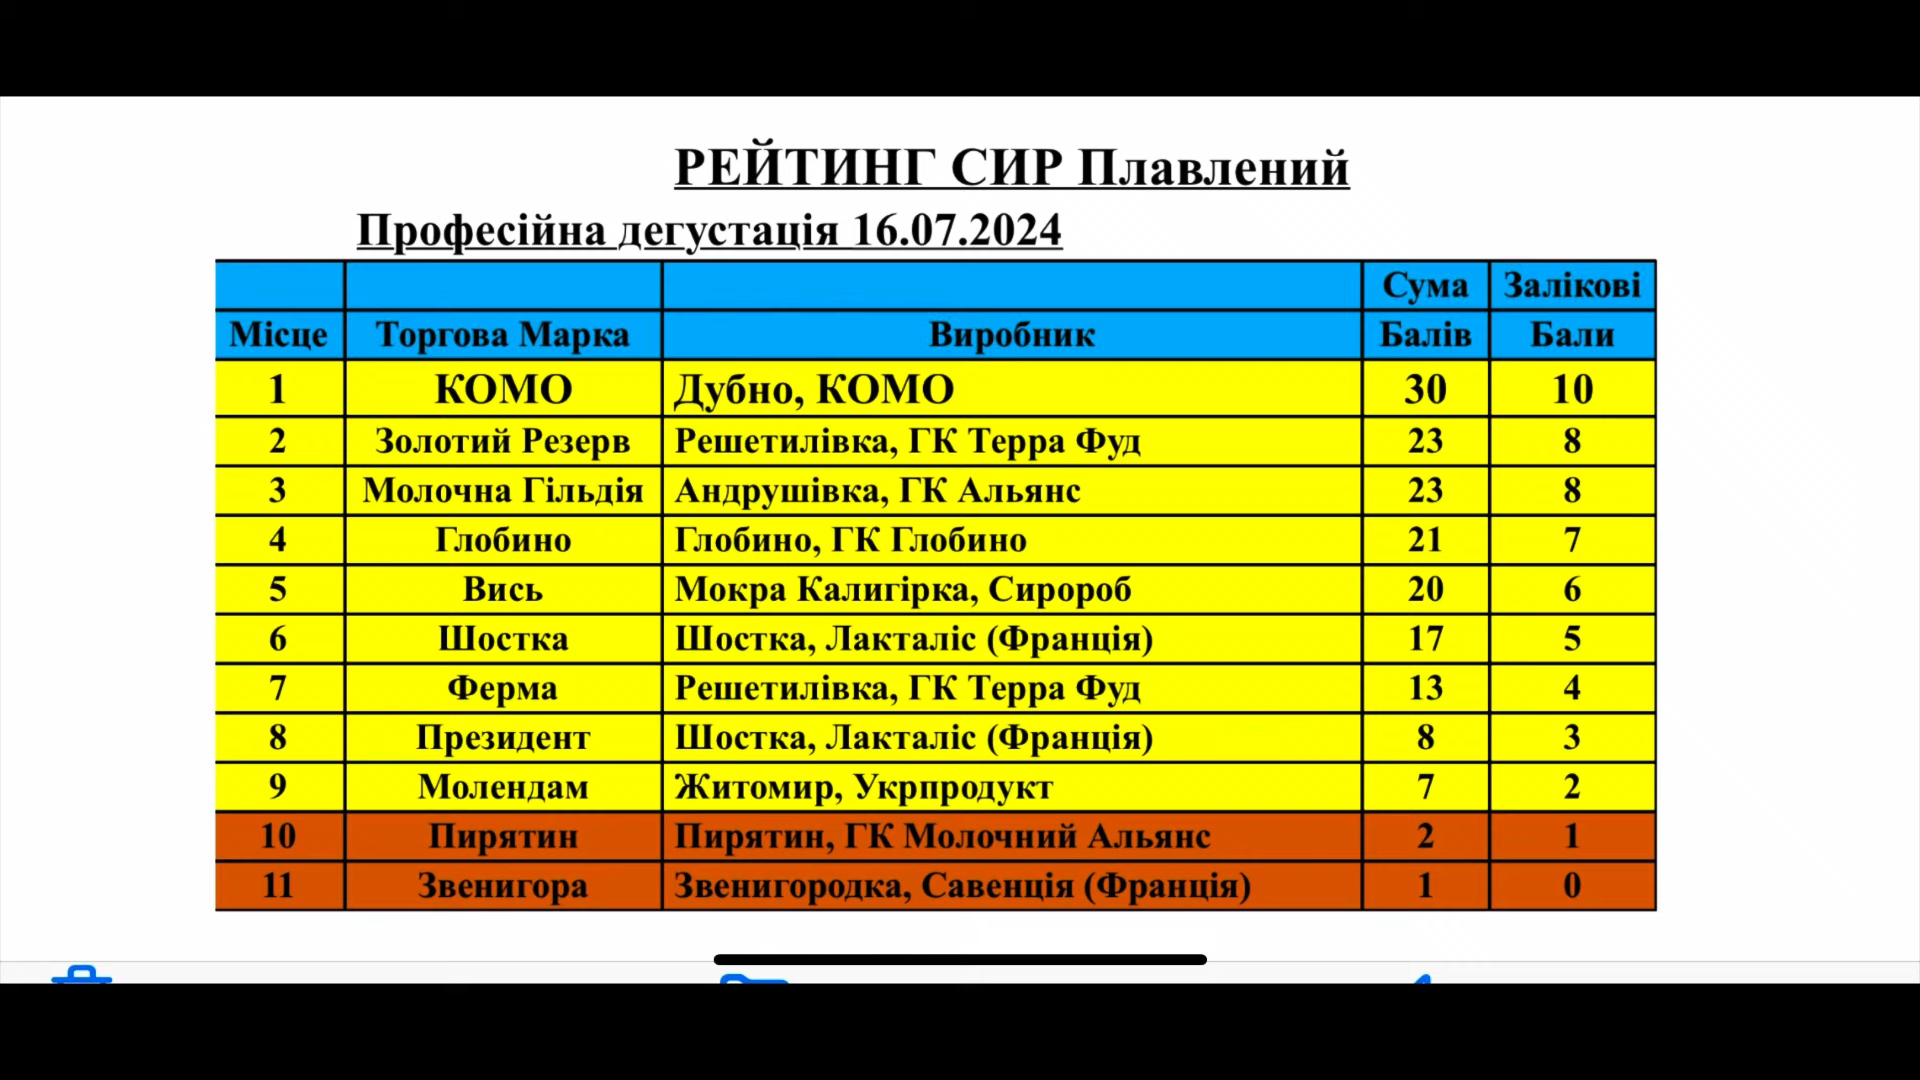 РЕЙТИНГ СИР Плавлений
Професійна дегустація 16.07.2024
Сума Залікові
Місце Торгова Марка Виробник Балів Бали
1 КОМО Дубно, КОМО 30 10
2 Золотий Резерв Решетилівка, ГК Терра Фуд 23 8
3 Молочна Гільдія Андрушівка, ГК Альянс 23 8
4 Глобино Глобино, ГК Глобино 21 7
5 Вись Мокра Калигірка, Сиророб 20 6
6 Шостка Шостка, Лакталіс (Франція) 17 5
7 Ферма Решетилівка, ГК Терра Фуд 13 4
8 Президент Шостка, Лакталіс (Франція) 8 3
9 Молендам Житомир, Укрпродукт 7 2
10 Пирятин Пирятин, ГК Молочний Альянс 2 1
11 Звенигора Звенигородка, Савенція (Франція) 1 0